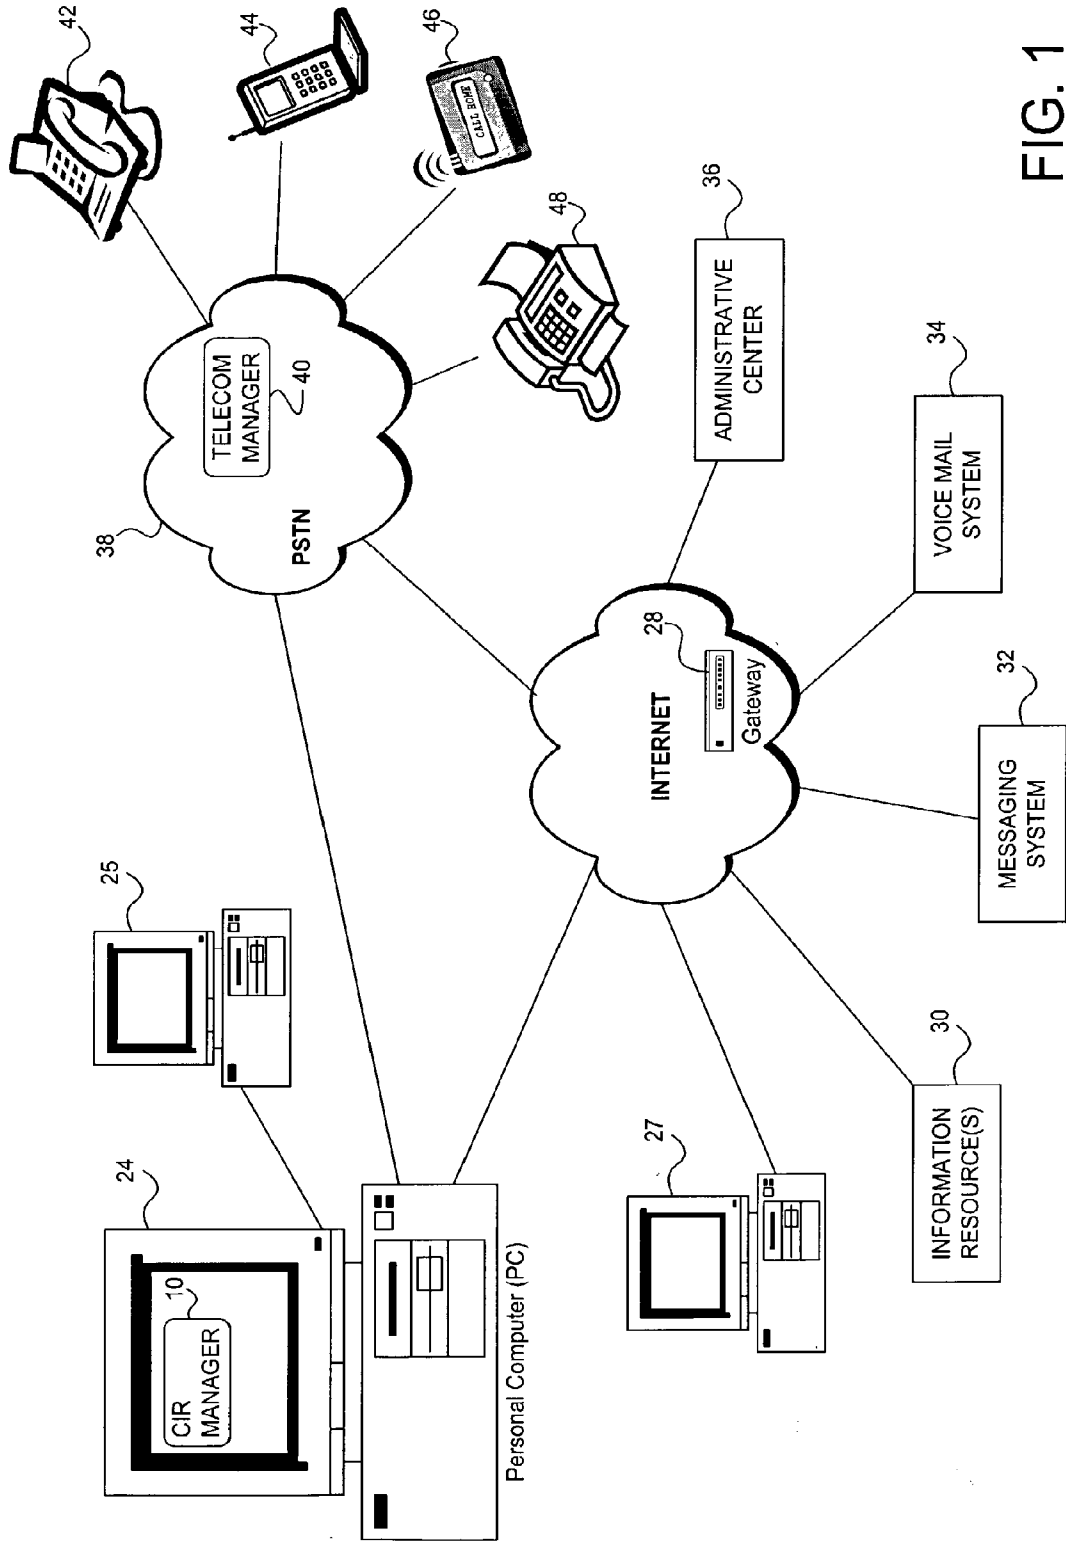 24
25
CIR
MANAGER
10
Personal Computer (PC)
38
PSTN
TELECOM
MANAGER
40
42
44
46
CALL HOME
48
27
INTERNET
28
Gateway
INFORMATION
RESOURCE(S)
30
MESSAGING
SYSTEM
32
VOICE MAIL
SYSTEM
34
ADMINISTRATIVE
CENTER
36
FIG. 1